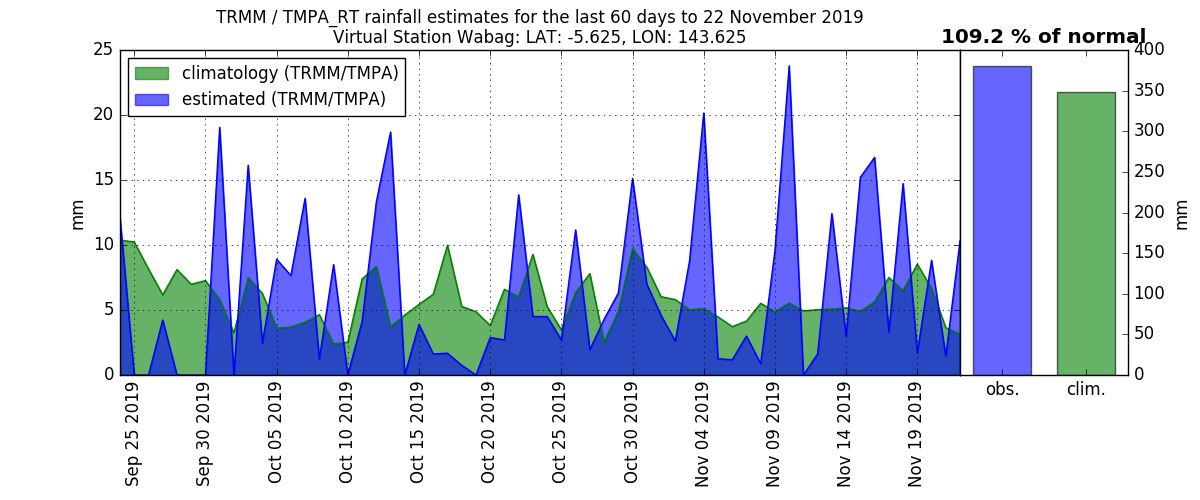 TRMM / TMPA_RT rainfall estimates for the last 60 days to 22 November 2019
Virtual Station Wabag: LAT: -5.625, LON: 143.625
109.2 % of normal
climatology (TRMM/TMPA)
estimated (TRMM/TMPA)
25
20
15
10
5
0
mm
400
350
300
250
200
150
100
50
0
mm
obs.
clim.
Sep 25 2019
Sep 30 2019
Oct 05 2019
Oct 10 2019
Oct 15 2019
Oct 20 2019
Oct 25 2019
Oct 30 2019
Nov 04 2019
Nov 09 2019
Nov 14 2019
Nov 19 2019